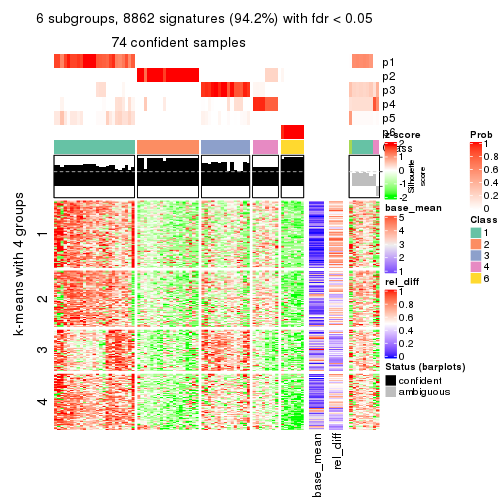 6 subgroups, 8862 signatures (94.2%) with fdr < 0.05
74 confident samples
p1
p2
p3
p4
p5
p6
Class
z-score
2
1
0
-1
-2
Silhouette
score
Prob
1
0.8
0.6
0.4
0.2
0
base_mean
5
4
3
2
1
Class
1
2
3
4
6
rel_diff
1
0.8
0.6
0.4
0.2
0
Status (barplots)
confident
ambiguous
k-means with 4 groups
1
2
3
4
base_mean
rel_diff